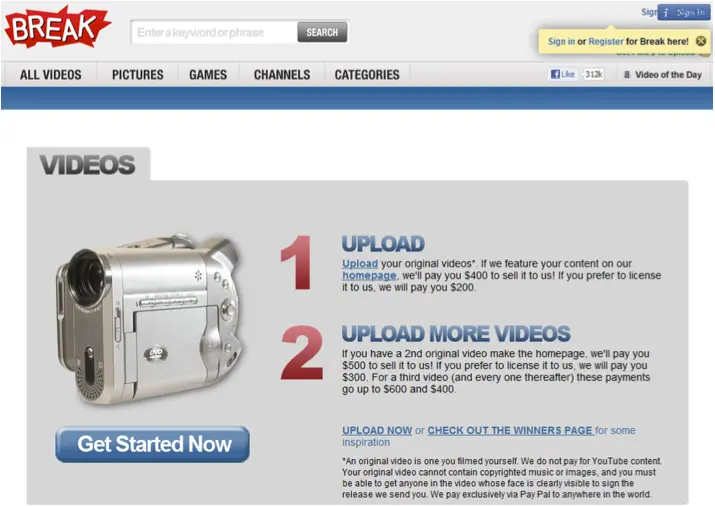 BREAK
Enter a keyword or phrase
SEARCH
Sign in
Sign in or Register for Break here!
ALL VIDEOS
PICTURES
GAMES
CHANNELS
CATEGORIES
Like
312k
Video of the Day
VIDEOS
1
UPLOAD
Upload your original videos*. If we feature your content on our
homepage, we'll pay you $400 to sell it to us! If you prefer to license
it to us, we will pay you $200.
2
UPLOAD MORE VIDEOS
If you have a 2nd original video make the homepage, we'll pay you
$500 to sell it to us! If you prefer to license it to us, we will pay you
$300. For a third video (and every one thereafter) these payments
go up to $600 and $400.
DVD
Get Started Now
UPLOAD NOW or CHECK OUT THE WINNERS PAGE for some
inspiration
*An original video is one you filmed yourself. We do not pay for YouTube content.
Your original video cannot contain copyrighted music or images, and you must
be able to get anyone in the video whose face is clearly visible to sign the
release we send you. We pay exclusively via Pay Pal to anywhere in the world.